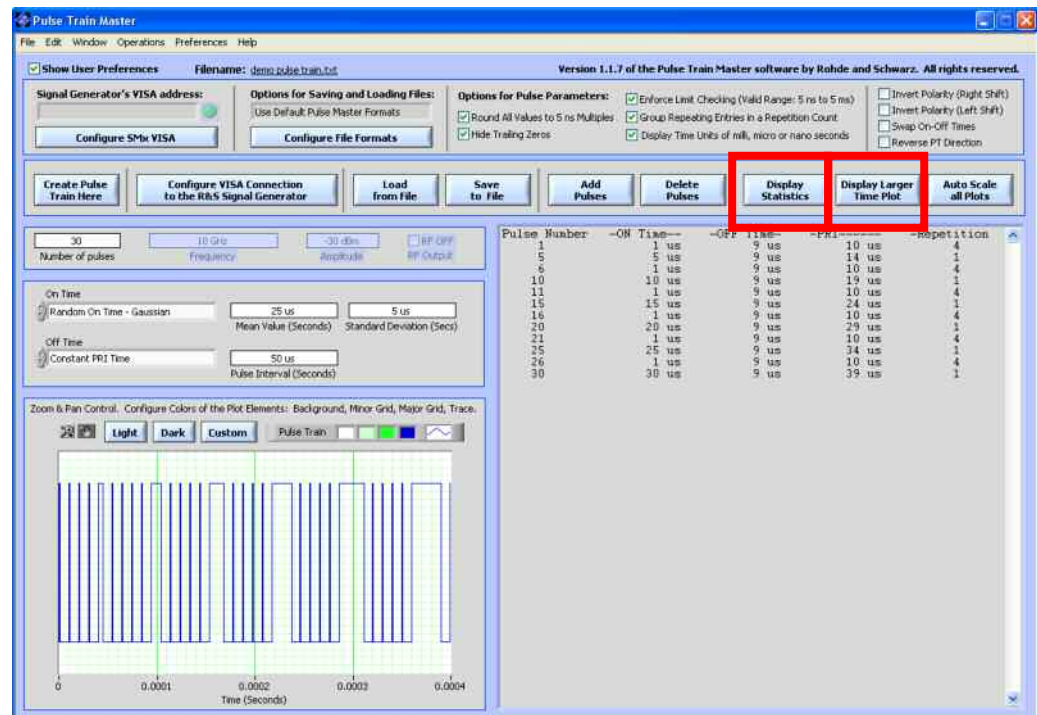 Pulse Train Master
File Edit Window Operations Preferences Help
Show User Preferences Filename: demo pulse train.txt Version 1.1.7 of the Pulse Train Master software by Rohde and Schwarz. All rights reserved.
Signal Generator's VISA address: Options for Saving and Loading Files: Options for Pulse Parameters: Enforce Limit Checking (Valid Range: 5 ns to 5 ms) Invert Polarity (Right Shift)
Use Default Pulse Master Formats Round All Values to 5 ns Multiples Group Repeating Entries in a Repetition Count Invert Polarity (Left Shift)
Configure SMx VISA Configure File Formats Hide Trailing Zeros Display Time Units of milli, micro or nano seconds Swap On-Off Times
Reverse PT Direction
Create Pulse Train Here Configure VISA Connection to the R&S Signal Generator Load from File Save to File Add Pulses Delete Pulses Display Statistics Display Larger Time Plot Auto Scale all Plots
30 10 GHz -30 dBm RF OFF
Number of pulses Frequency Amplitude RF Output
On Time
Random On Time - Gaussian 25 us 5 us
Mean Value (Seconds) Standard Deviation (Secs)
Off Time
Constant PRI Time 50 us
Pulse Interval (Seconds)
Pulse Number -ON Time-- -OFF Time- -PRI------ -Repetition
1 1 us 9 us 10 us 4
5 5 us 9 us 14 us 1
6 1 us 9 us 10 us 4
10 10 us 9 us 19 us 1
11 1 us 9 us 10 us 4
15 15 us 9 us 24 us 1
16 1 us 9 us 10 us 4
20 20 us 9 us 29 us 1
21 1 us 9 us 10 us 4
25 25 us 9 us 34 us 1
26 1 us 9 us 10 us 4
30 30 us 9 us 39 us 1
Zoom & Pan Control. Configure Colors of the Plot Elements: Background, Minor Grid, Major Grid, Trace.
Light Dark Custom Pulse Train
0 0.0001 0.0002 0.0003 0.0004
Time (Seconds)